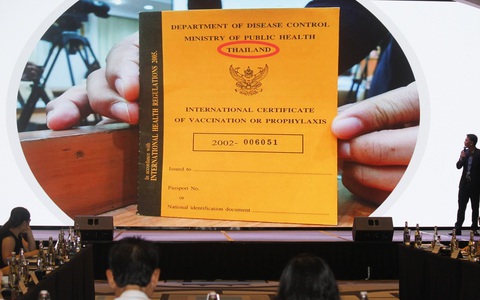 DEPARTMENT OF DISEASE CONTROL
MINISTRY OF PUBLIC HEALTH
THAILAND
INTERNATIONAL CERTIFICATE
OF VACCINATION OR PROPHYLAXIS
2002- 006051
Issued to
Passport No.
or
National identification document
In accordance with
INTERNATIONAL HEALTH REGULATIONS 2005.